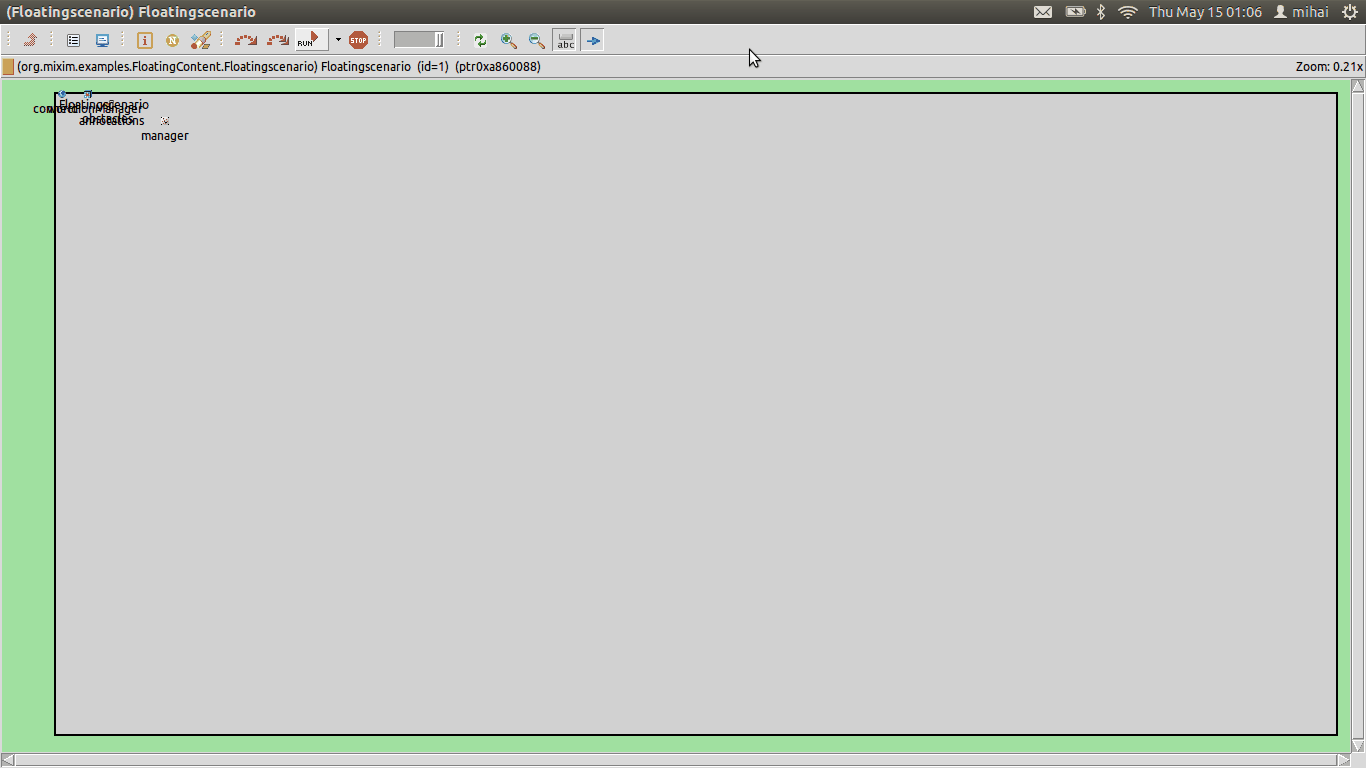 (Floatingscenario) Floatingscenario
Thu May 15 01:06 mihai
i N RUN STOP abc
(org.mixim.examples.FloatingContent.Floatingscenario) Floatingscenario (id=1) (ptr0xa860088)
Zoom: 0.21x
Floatingscenario
obstacles
annotations
manager